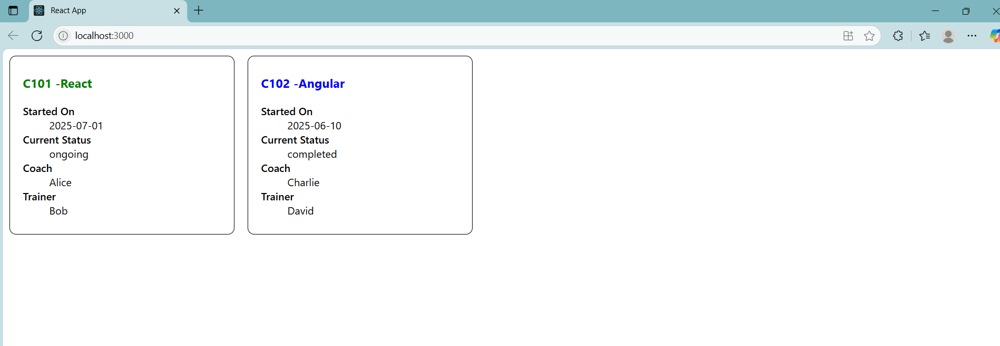 React App
localhost:3000
C101 -React
Started On
2025-07-01
Current Status
ongoing
Coach
Alice
Trainer
Bob
C102 -Angular
Started On
2025-06-10
Current Status
completed
Coach
Charlie
Trainer
David